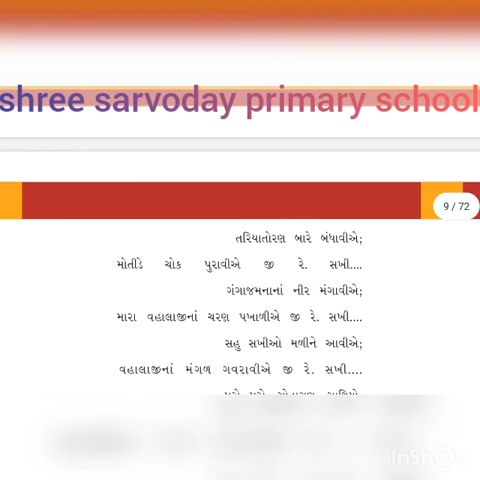 shree sarvoday primary school
9 / 72
તરિયાતોરણ બારે બંધાવીએ;
મોતીડે ચોક પુરાવીએ જી રે. સખી....
ગંગાજમનાનાં નીર મંગાવીએ;
મારા વહાલાજીનાં ચરણ પખાળીએ જી રે. સખી....
સહુ સખીઓ મળીને આવીએ;
વહાલાજીનાં મંગળ ગવરાવીએ જી રે. સખી....
InShOt